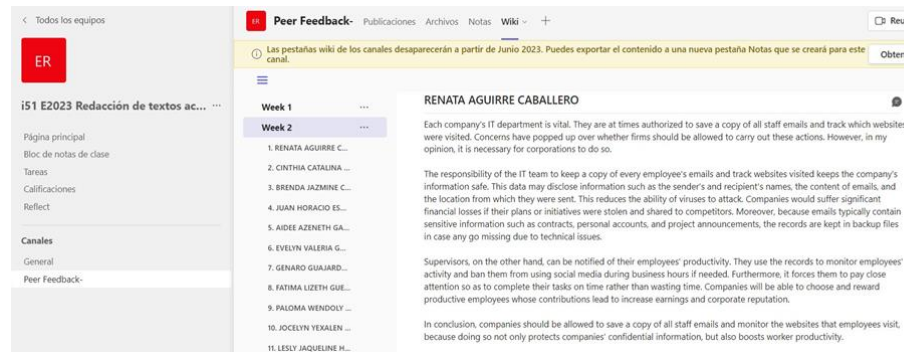 < Todos los equipos
ER Peer Feedback- Publicaciones Archivos Notas Wiki +
Reu
Las pestañas wiki de los canales desaparecerán a partir de Junio 2023. Puedes exportar el contenido a una nueva pestaña Notas que se creará para este
canal.
Obten
ER
i51 E2023 Redacción de textos ac... ...
Página principal
Bloc de notas de clase
Tareas
Calificaciones
Reflect
Canales
General
Peer Feedback-
Week 1 ...
Week 2 ...
1. RENATA AGUIRRE C...
2. CINTHIA CATALINA ...
3. BRENDA JAZMINE C...
4. JUAN HORACIO ES...
5. AIDEE AZENETH GA...
6. EVELYN VALERIA G...
7. GENARO GUAJARD...
8. FATIMA LIZETH GUE...
9. PALOMA WENDOLY ...
10. JOCELYN YEXALEN ...
11. LESLY JAQUELINE H...
RENATA AGUIRRE CABALLERO
Each company's IT department is vital. They are at times authorized to save a copy of all staff emails and track which websites
were visited. Concerns have popped up over whether firms should be allowed to carry out these actions. However, in my
opinion, it is necessary for corporations to do so.
The responsibility of the IT team to keep a copy of every employee's emails and track websites visited keeps the company's
information safe. This data may disclose information such as the sender's and recipient's names, the content of emails, and
the location from which they were sent. This reduces the ability of viruses to attack. Companies would suffer significant
financial losses if their plans or initiatives were stolen and shared to competitors. Moreover, because emails typically contain
sensitive information such as contracts, personal accounts, and project announcements, the records are kept in backup files
in case any go missing due to technical issues.
Supervisors, on the other hand, can be notified of their employees' productivity. They use the records to monitor employees'
activity and ban them from using social media during business hours if needed. Furthermore, it forces them to pay close
attention so as to complete their tasks on time rather than wasting time. Companies will be able to choose and reward
productive employees whose contributions lead to increase earnings and corporate reputation.
In conclusion, companies should be allowed to save a copy of all staff emails and monitor the websites that employees visit,
because doing so not only protects companies' confidential information, but also boosts worker productivity.